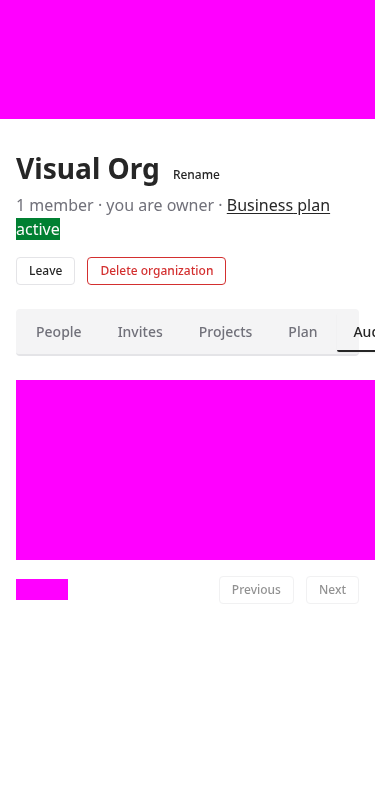 Visual Org Rename
1 member · you are owner · Business plan
active
Leave Delete organization
People Invites Projects Plan
Previous Next